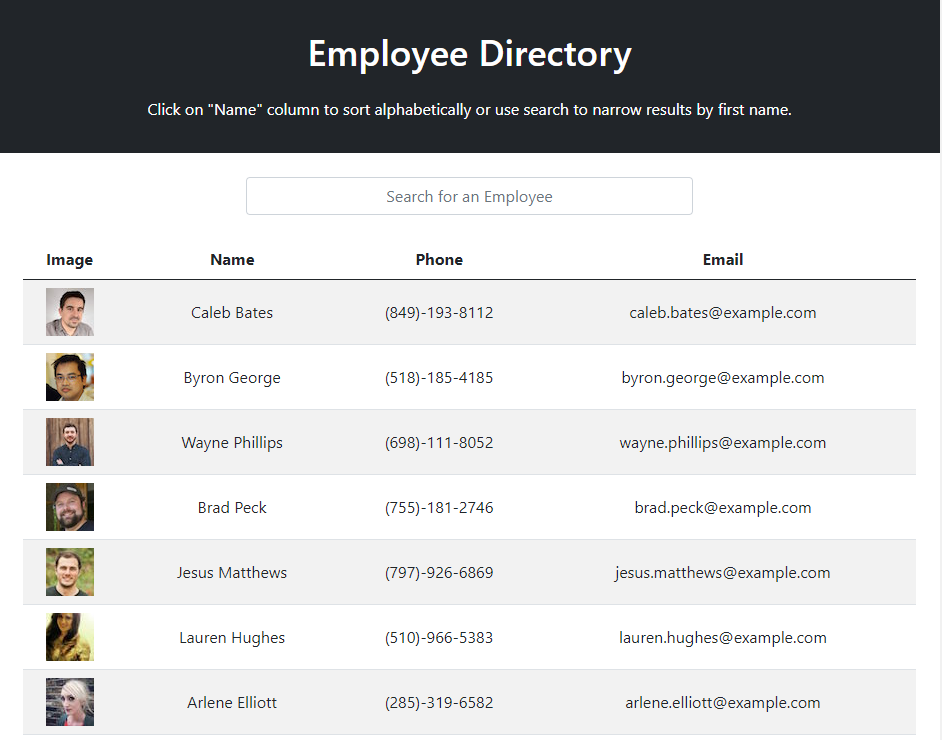 Employee Directory
Click on "Name" column to sort alphabetically or use search to narrow results by first name.
Search for an Employee
Image Name Phone Email
Caleb Bates (849)-193-8112 caleb.bates@example.com
Byron George (518)-185-4185 byron.george@example.com
Wayne Phillips (698)-111-8052 wayne.phillips@example.com
Brad Peck (755)-181-2746 brad.peck@example.com
Jesus Matthews (797)-926-6869 jesus.matthews@example.com
Lauren Hughes (510)-966-5383 lauren.hughes@example.com
Arlene Elliott (285)-319-6582 arlene.elliott@example.com